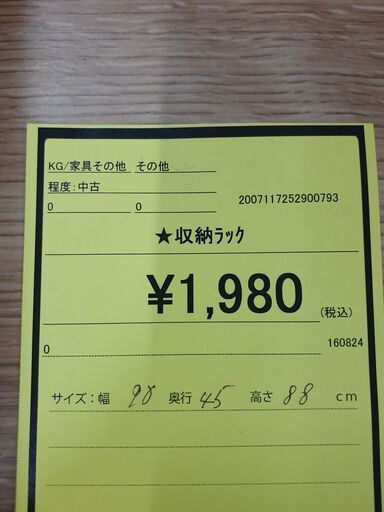 KG/家具その他 その他
程度:中古
0 0 2007117252900793
★収納ﾗｯｸ
¥1,980 (税込)
0 160824
サイズ:幅 90 奥行 45 高さ 88 cm